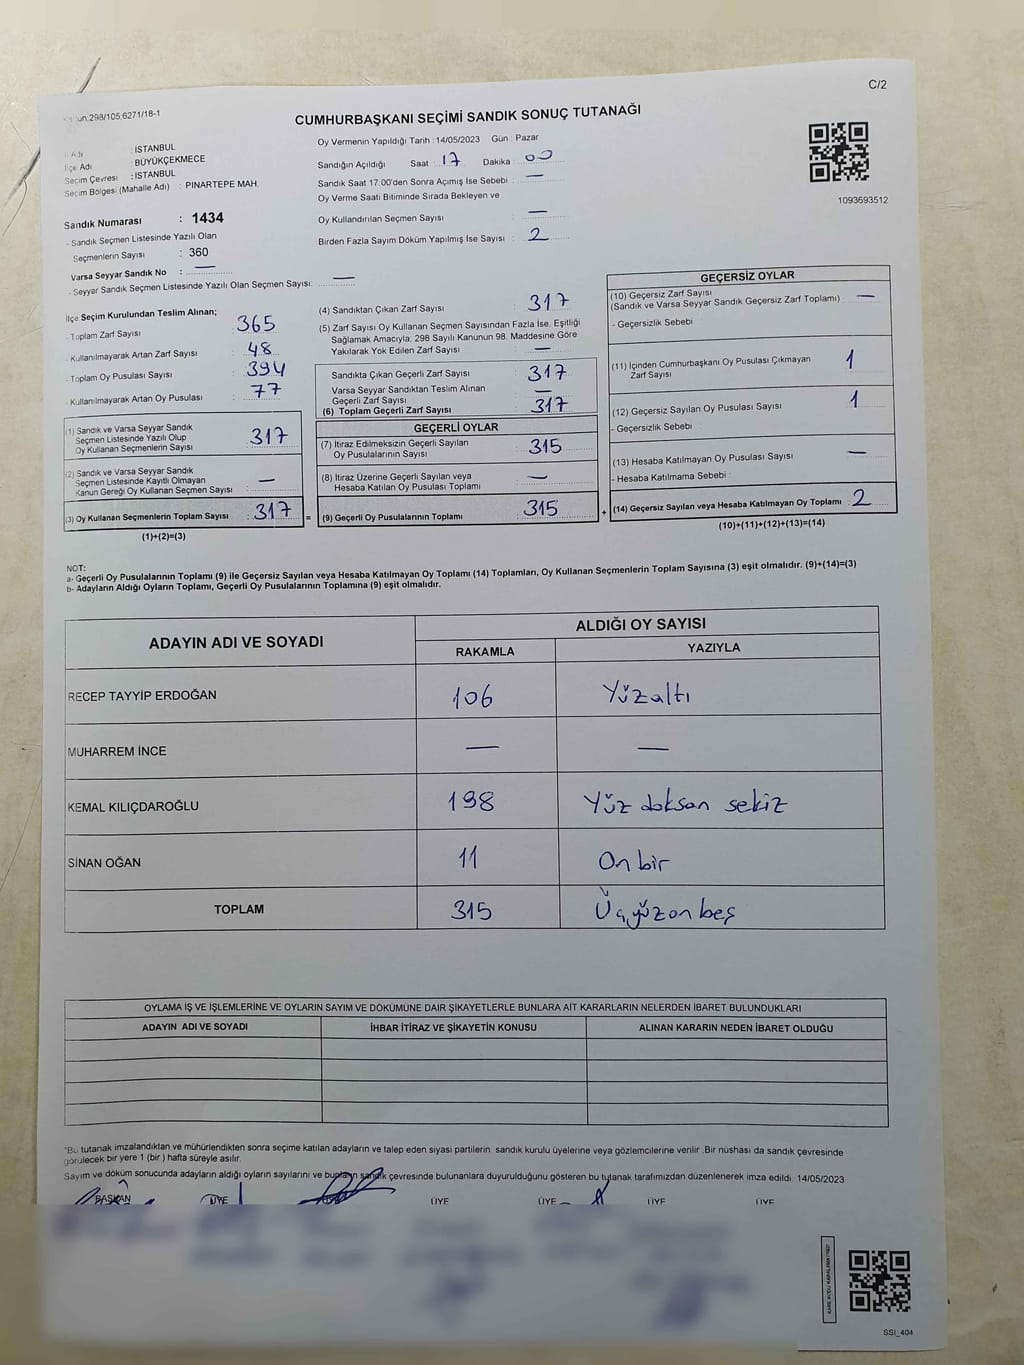 C/2
un.298/105;6271/18-1
CUMHURBAŞKANI SEÇİMİ SANDIK SONUÇ TUTANAĞI
Adı : İSTANBUL
İlçe Adı : BÜYÜKÇEKMECE
Seçim Çevresi : İSTANBUL
Seçim Bölgesi (Mahalle Adı) : PINARTEPE MAH.
Sandık Numarası : 1434
- Sandık Seçmen Listesinde Yazılı Olan
Seçmenlerin Sayısı : 360
Varsa Seyyar Sandık No : —
- Seyyar Sandık Seçmen Listesinde Yazılı Olan Seçmen Sayısı: —
Oy Vermenin Yapıldığı Tarih : 14/05/2023 Gün : Pazar
Sandığın Açıldığı Saat : 17 Dakika : 00
Sandık Saat 17:00'den Sonra Açımış İse Sebebi : —
Oy Verme Saati Bitiminde Sırada Bekleyen ve
Oy Kullandırılan Seçmen Sayısı : —
Birden Fazla Sayım Döküm Yapılmış İse Sayısı : 2
1093693512
İlçe Seçim Kurulundan Teslim Alınan;
- Toplam Zarf Sayısı : 365
- Kullanılmayarak Artan Zarf Sayısı : 48
- Toplam Oy Pusulası Sayısı : 394
- Kullanılmayarak Artan Oy Pusulası : 77
(1) Sandık ve Varsa Seyyar Sandık
Seçmen Listesinde Yazılı Olup
Oy Kullanan Seçmenlerin Sayısı : 317
(2) Sandık ve Varsa Seyyar Sandık
Seçmen Listesinde Kayıtlı Olmayan
Kanun Gereği Oy Kullanan Seçmen Sayısı : —
(3) Oy Kullanan Seçmenlerin Toplam Sayısı : 317
(1)+(2)=(3)
(4) Sandıktan Çıkan Zarf Sayısı : 317
(5) Zarf Sayısı Oy Kullanan Seçmen Sayısından Fazla İse, Eşitliği
Sağlamak Amacıyla; 298 Sayılı Kanunun 98. Maddesine Göre
Yakılarak Yok Edilen Zarf Sayısı : —
Sandıkta Çıkan Geçerli Zarf Sayısı : 317
Varsa Seyyar Sandıktan Teslim Alınan
Geçerli Zarf Sayısı : —
(6) Toplam Geçerli Zarf Sayısı : 317
GEÇERLİ OYLAR
(7) İtiraz Edilmeksizin Geçerli Sayılan
Oy Pusulalarının Sayısı : 315
(8) İtiraz Üzerine Geçerli Sayılan veya
Hesaba Katılan Oy Pusulası Toplamı : —
= (9) Geçerli Oy Pusulalarının Toplamı : 315
GEÇERSİZ OYLAR
(10) Geçersiz Zarf Sayısı
(Sandık ve Varsa Seyyar Sandık Geçersiz Zarf Toplamı) : —
- Geçersizlik Sebebi :
(11) İçinden Cumhurbaşkanı Oy Pusulası Çıkmayan
Zarf Sayısı : 1
(12) Geçersiz Sayılan Oy Pusulası Sayısı : 1
- Geçersizlik Sebebi :
(13) Hesaba Katılmayan Oy Pusulası Sayısı : —
- Hesaba Katılmama Sebebi :
+ (14) Geçersiz Sayılan veya Hesaba Katılmayan Oy Toplamı : 2
(10)+(11)+(12)+(13)=(14)
NOT:
a- Geçerli Oy Pusulalarının Toplamı (9) ile Geçersiz Sayılan veya Hesaba Katılmayan Oy Toplamı (14) Toplamları, Oy Kullanan Seçmenlerin Toplam Sayısına (3) eşit olmalıdır. (9)+(14)=(3)
b- Adayların Aldığı Oyların Toplamı, Geçerli Oy Pusulalarının Toplamına (9) eşit olmalıdır.
ADAYIN ADI VE SOYADI
ALDIĞI OY SAYISI
RAKAMLA YAZIYLA
RECEP TAYYİP ERDOĞAN 106 Yüzaltı
MUHARREM İNCE — —
KEMAL KILIÇDAROĞLU 198 Yüz doksan sekiz
SİNAN OĞAN 11 On bir
TOPLAM 315 Üçyüzonbeş
OYLAMA İŞ VE İŞLEMLERİNE VE OYLARIN SAYIM VE DÖKÜMÜNE DAİR ŞİKAYETLERLE BUNLARA AİT KARARLARIN NELERDEN İBARET BULUNDUKLARI
ADAYIN ADI VE SOYADI İHBAR İTİRAZ VE ŞİKAYETİN KONUSU ALINAN KARARIN NEDEN İBARET OLDUĞU
*Bu tutanak imzalandıktan ve mühürlendikten sonra seçime katılan adayların ve talep eden siyasi partilerin sandık kurulu üyelerine veya gözlemcilerine verilir. Bir nüshası da sandık çevresinde
görülecek bir yere 1 (bir ) hafta süreyle asılır.
Sayım ve döküm sonucunda adayların aldığı oyların sayılarını ve bunların sandık çevresinde bulunanlara duyurulduğunu gösteren bu tutanak tarafımızdan düzenlenerek imza edildi. 14/05/2023
BAŞKAN ÜYE ÜYE ÜYE ÜYE ÜYE
SSI_404